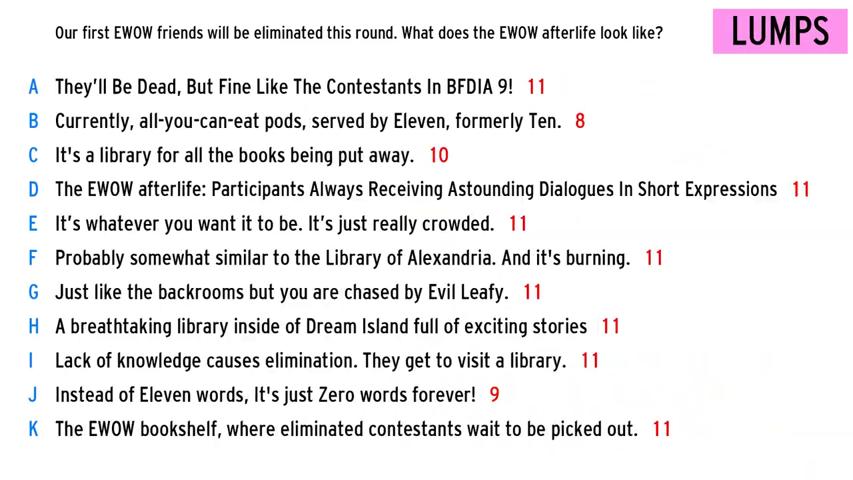 Our first EWOW friends will be eliminated this round. What does the EWOW afterlife look like?
LUMPS
A They'll Be Dead, But Fine Like The Contestants In BFDIA 9! 11
B Currently, all-you-can-eat pods, served by Eleven, formerly Ten. 8
C It's a library for all the books being put away. 10
D The EWOW afterlife: Participants Always Receiving Astounding Dialogues In Short Expressions 11
E It's whatever you want it to be. It's just really crowded. 11
F Probably somewhat similar to the Library of Alexandria. And it's burning. 11
G Just like the backrooms but you are chased by Evil Leafy. 11
H A breathtaking library inside of Dream Island full of exciting stories 11
I Lack of knowledge causes elimination. They get to visit a library. 11
J Instead of Eleven words, It's just Zero words forever! 9
K The EWOW bookshelf, where eliminated contestants wait to be picked out. 11